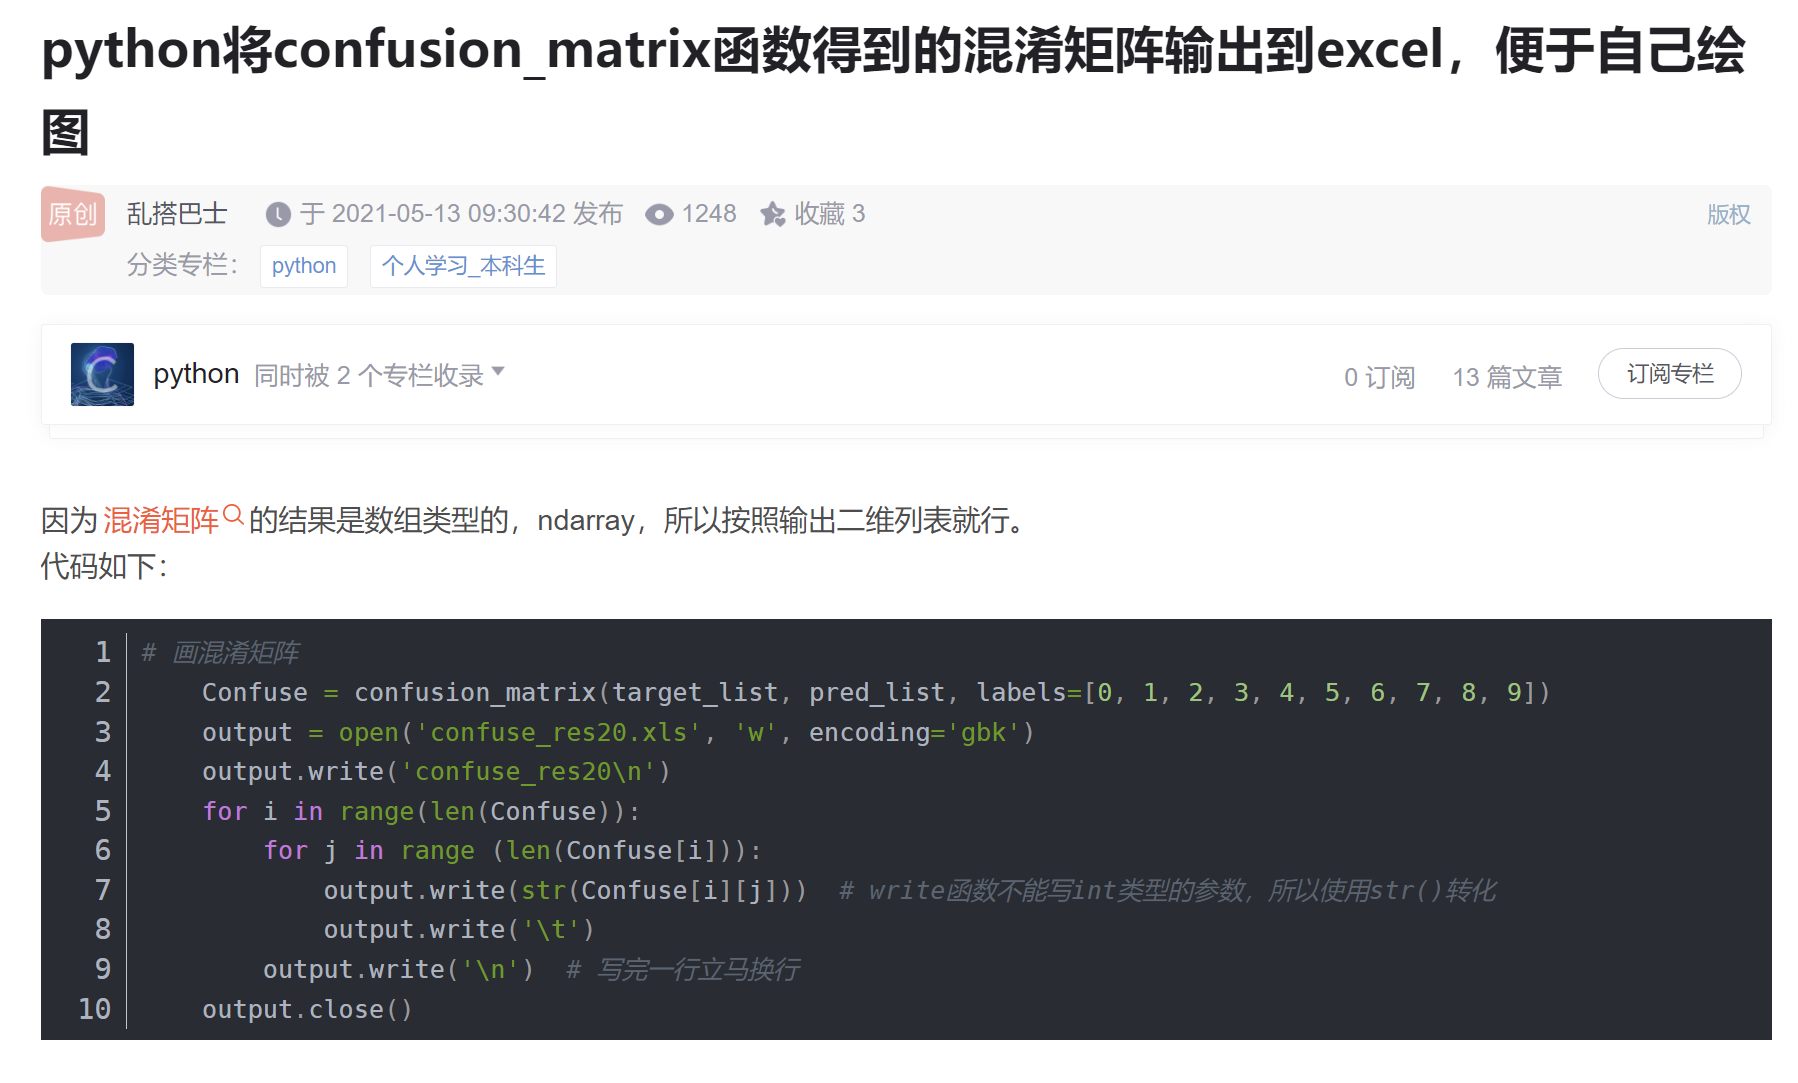 python将confusion_matrix函数得到的混淆矩阵输出到excel，便于自己绘
图
原创 乱搭巴士 于 2021-05-13 09:30:42 发布 1248 收藏 3 版权
分类专栏： python 个人学习_本科生
python 同时被 2 个专栏收录 0 订阅 13 篇文章 订阅专栏
因为 混淆矩阵 的结果是数组类型的，ndarray，所以按照输出二维列表就行。
代码如下：
1 # 画混淆矩阵
2     Confuse = confusion_matrix(target_list, pred_list, labels=[0, 1, 2, 3, 4, 5, 6, 7, 8, 9])
3     output = open('confuse_res20.xls', 'w', encoding='gbk')
4     output.write('confuse_res20\n')
5     for i in range(len(Confuse)):
6         for j in range (len(Confuse[i])):
7             output.write(str(Confuse[i][j]))  # write函数不能写int类型的参数，所以使用str()转化
8             output.write('\t')
9         output.write('\n')  # 写完一行立马换行
10     output.close()